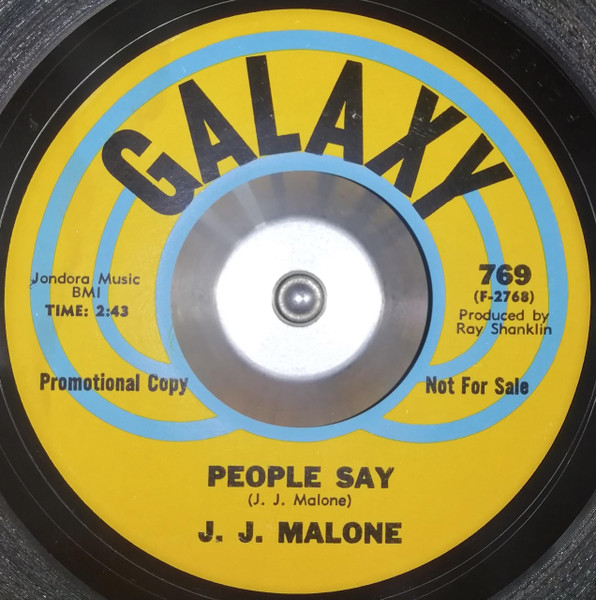 GALAXY
Jondora Music
BMI
TIME: 2:43
769
(F-2768)
Produced by
Ray Shanklin
Promotional Copy
Not For Sale
PEOPLE SAY
(J. J. Malone)
J. J. MALONE